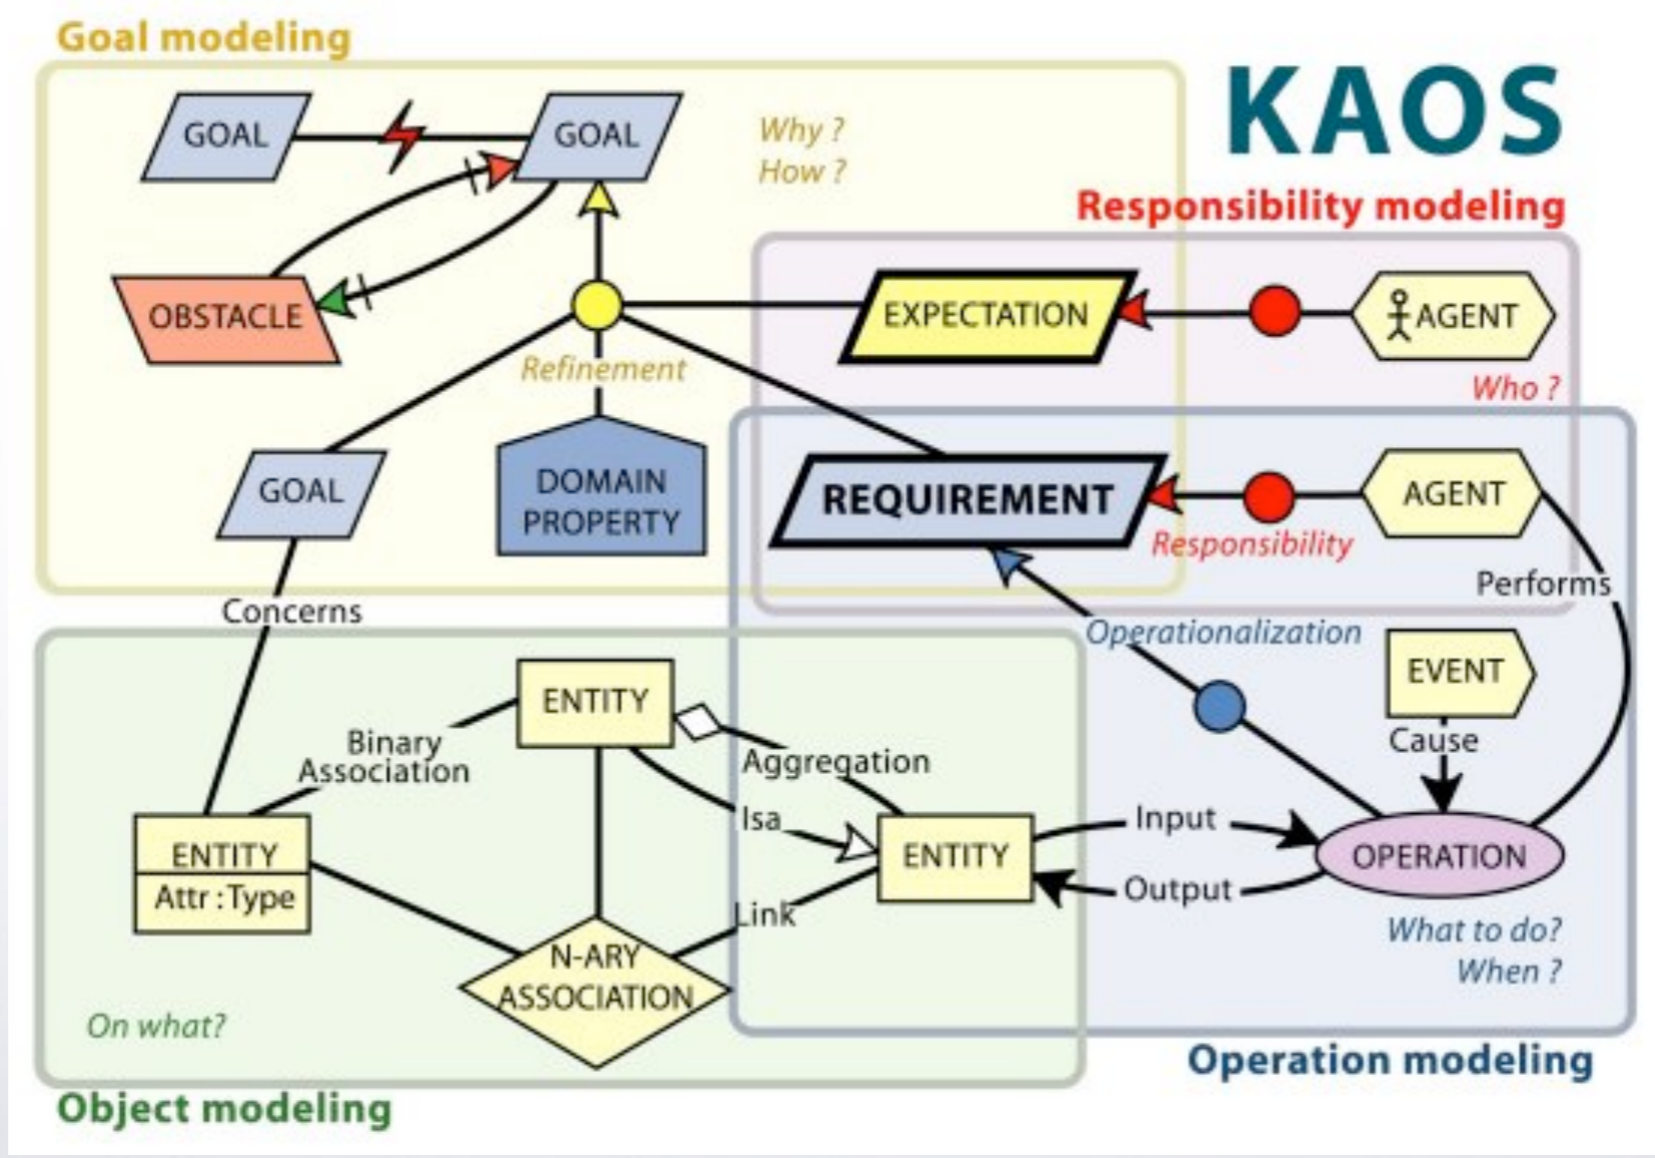 Goal modeling
KAOS
GOAL
GOAL
Why ?
How ?
Responsibility modeling
OBSTACLE
EXPECTATION
AGENT
Refinement
Who ?
GOAL
DOMAIN
PROPERTY
REQUIREMENT
AGENT
Responsibility
Performs
Concerns
Operationalization
EVENT
ENTITY
Binary
Association
Aggregation
Cause
Isa
Input
ENTITY
Attr : Type
ENTITY
OPERATION
Output
Link
N-ARY
ASSOCIATION
What to do?
When ?
On what?
Operation modeling
Object modeling